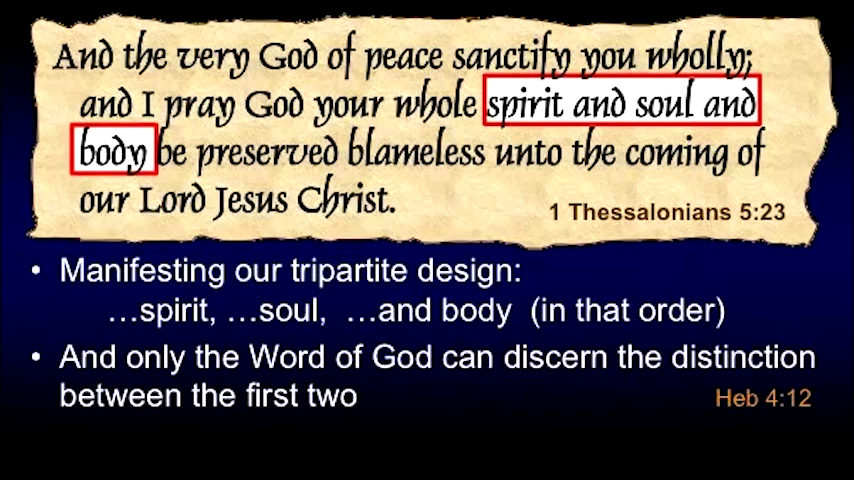 And the very God of peace sanctify you wholly;
and I pray God your whole spirit and soul and
body be preserved blameless unto the coming of
our Lord Jesus Christ.
1 Thessalonians 5:23
• Manifesting our tripartite design:
…spirit, …soul, …and body (in that order)
• And only the Word of God can discern the distinction
between the first two
Heb 4:12